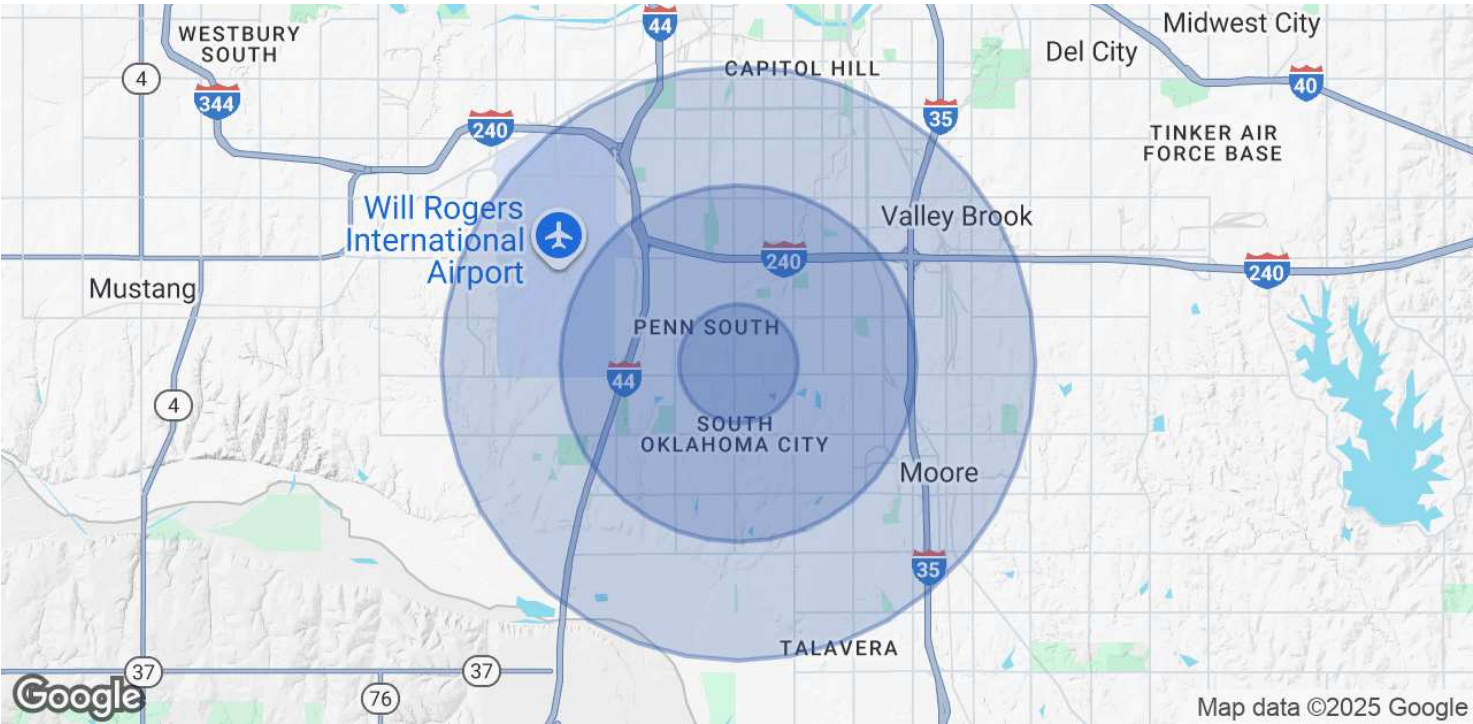 WESTBURY
SOUTH
44
Midwest City
Del City
CAPITOL HILL
4
344
240
35
40
TINKER AIR
FORCE BASE
Will Rogers
International
Airport
Valley Brook
240
240
Mustang
PENN SOUTH
44
4
SOUTH
OKLAHOMA CITY
Moore
35
TALAVERA
37
37
76
Google
Map data ©2025 Google